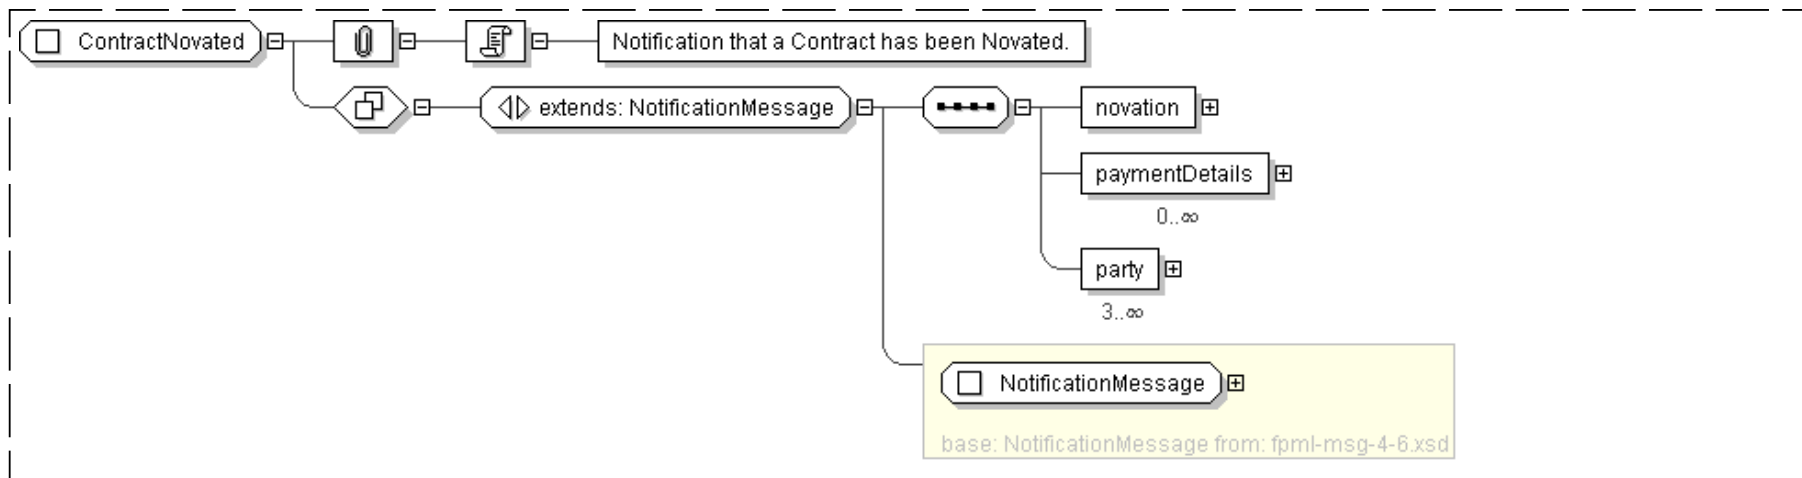 ContractNovated
Notification that a Contract has been Novated.
extends: NotificationMessage
novation
paymentDetails
0..∞
party
3..∞
NotificationMessage
base: NotificationMessage from: fpml-msg-4-6.xsd